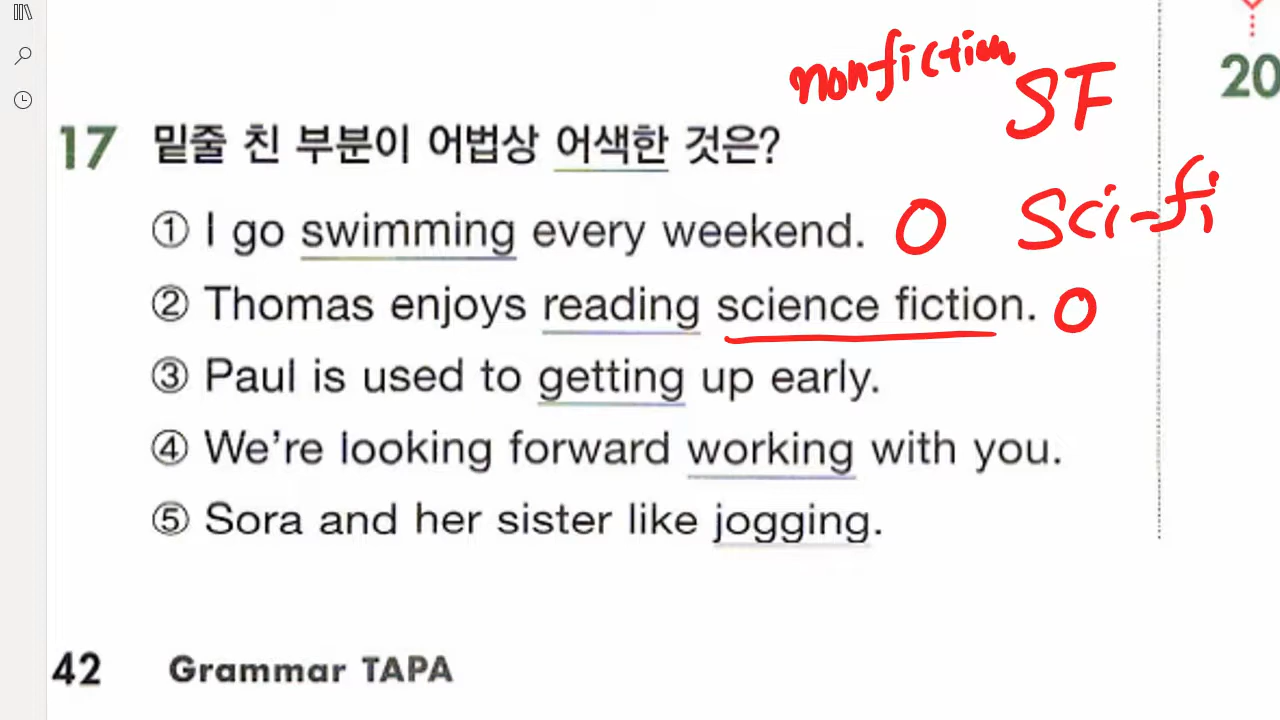 nonfiction SF
20
17 밑줄 친 부분이 어법상 어색한 것은?
① I go swimming every weekend. O Sci-fi
② Thomas enjoys reading science fiction. O
③ Paul is used to getting up early.
④ We're looking forward working with you.
⑤ Sora and her sister like jogging.
42 Grammar TAPA